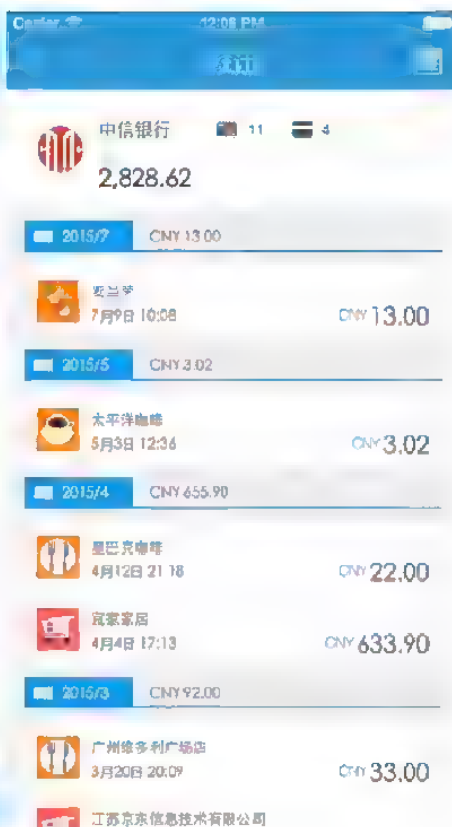 Carrier 12:08 PM
统计
中信银行 11 4
2,828.62
2015/7 CNY 13.00
麦当劳
7月9日 10:08 CNY 13.00
2015/5 CNY 3.02
太平洋咖啡
5月3日 12:36 CNY 3.02
2015/4 CNY 655.90
星巴克咖啡
4月12日 21:18 CNY 22.00
宜家家居
4月4日 17:13 CNY 633.90
2015/3 CNY 92.00
广州维多利广场店
3月20日 20:09 CNY 33.00
江苏京东信息技术有限公司